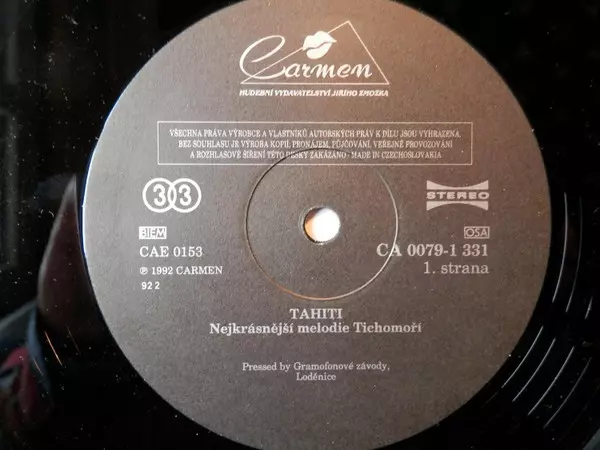 Carmen
HUDEBNÍ VYDAVATELSTVÍ JIŘÍHO ZMOŽKA
VŠECHNA PRÁVA VÝROBCE A VLASTNÍKŮ AUTORSKÝCH PRÁV K DÍLU JSOU VYHRAZENA.
BEZ SOUHLASU JE VÝROBA KOPIÍ, PRONÁJEM, PŮJČOVÁNÍ, VEŘEJNÉ PROVOZOVÁNÍ
A ROZHLASOVÉ ŠÍŘENÍ TÉTO DESKY ZAKÁZÁNO - MADE IN CZECHOSLOVAKIA
33
STEREO
BIEM
OSA
CAE 0153
CA 0079-1 331
℗ 1992 CARMEN
1. strana
92 2
TAHITI
Nejkrásnější melodie Tichomoří
Pressed by Gramofonové závody,
Loděnice